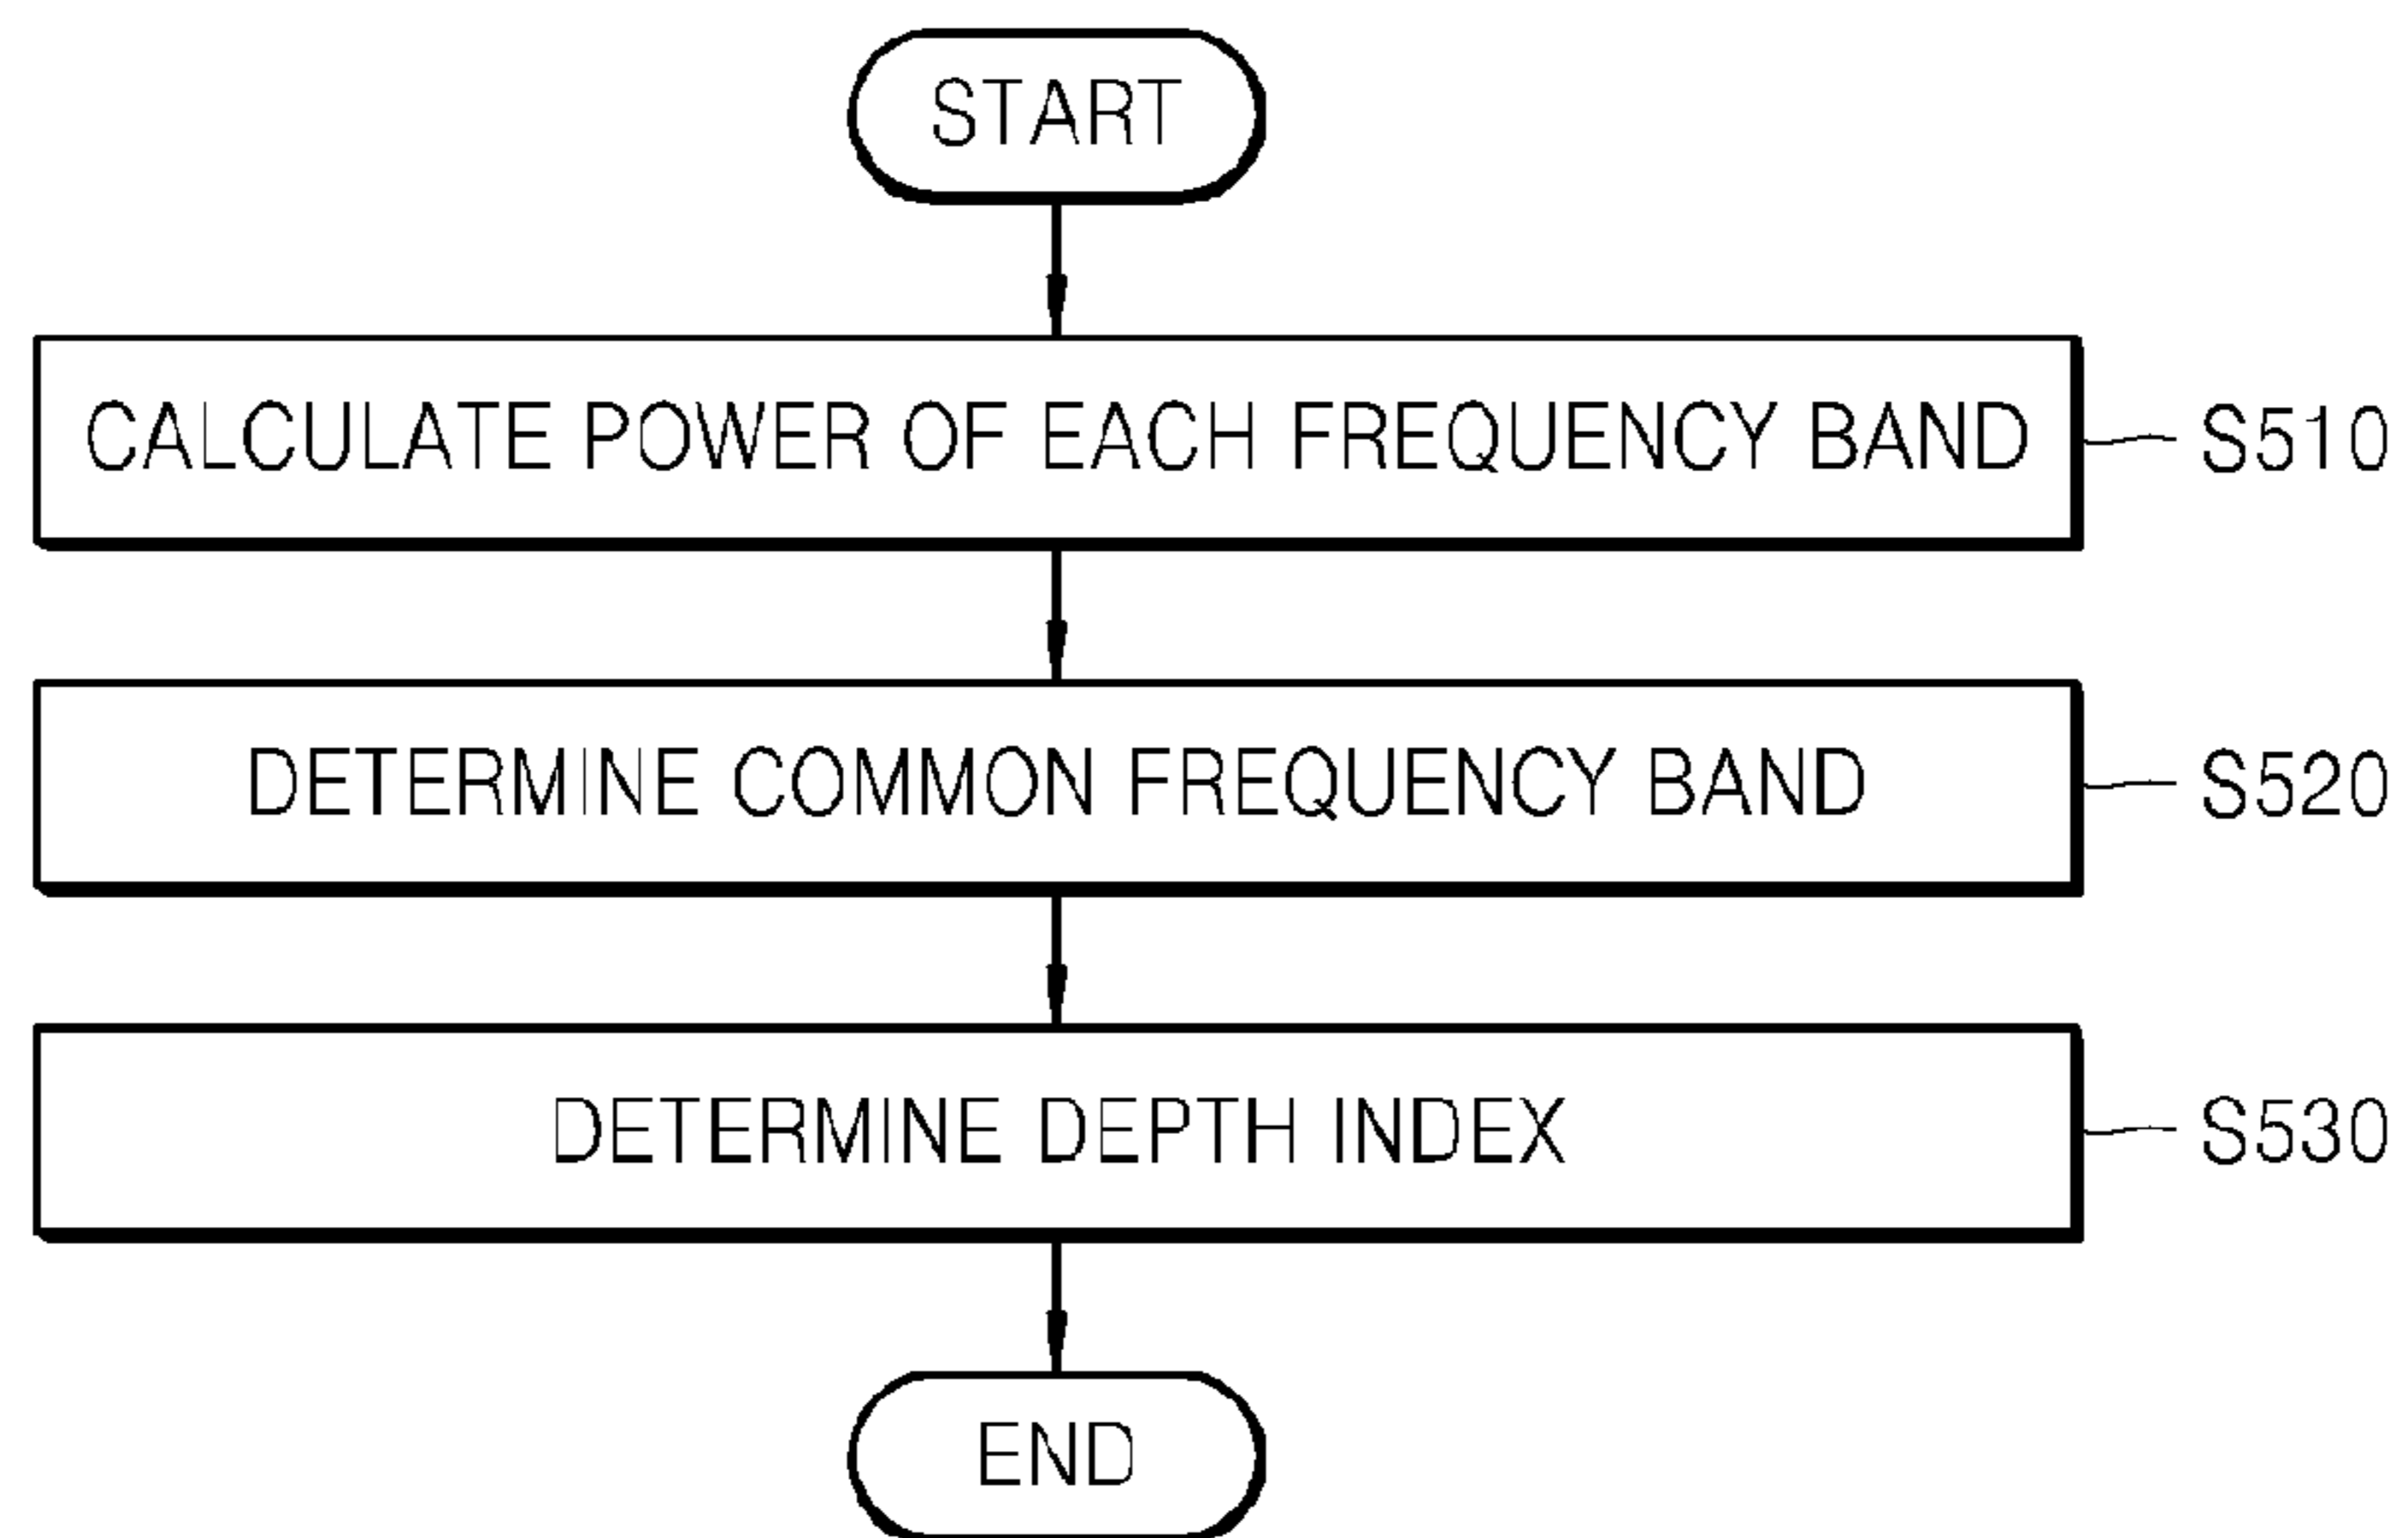 START
CALCULATE POWER OF EACH FREQUENCY BAND
S510
DETERMINE COMMON FREQUENCY BAND
S520
DETERMINE DEPTH INDEX
S530
END